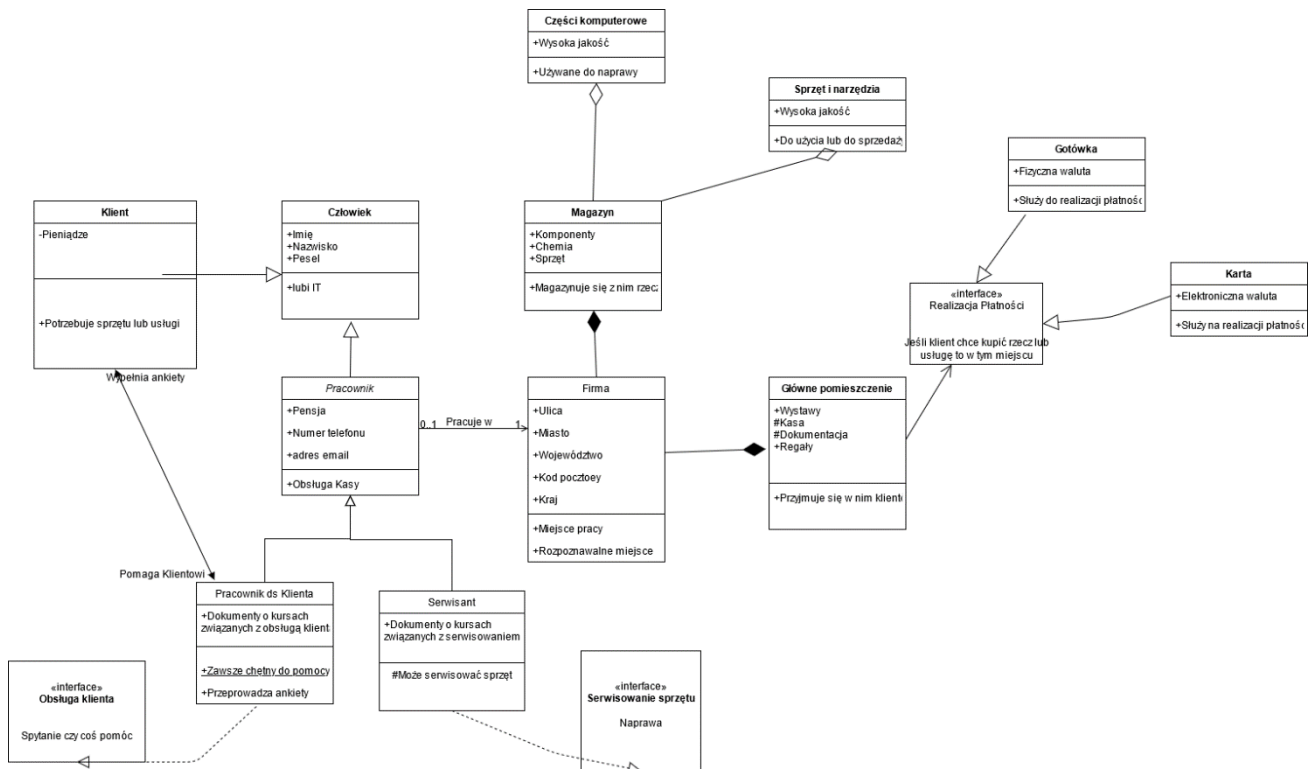 Części komputerowe
+Wysoka jakość
+Używane do naprawy
Sprzęt i narzędzia
+Wysoka jakość
+Do użycia lub do sprzedaży
Gotówka
+Fizyczna waluta
+Służy do realizacji płatnośc
Klient
-Pieniądze
+Potrzebuje sprzętu lub usługi
Człowiek
+Imię
+Nazwisko
+Pesel
+lubi IT
Magazyn
+Komponenty
+Chemia
+Sprzęt
+Magazynuje się z nim rzecz
Karta
+Elektroniczna waluta
+Służy na realizacji płatnośc
«interface»
Realizacja Płatności
Jeśli klient chce kupić rzecz lub
usługę to w tym miejscu
Wypełnia ankiety
Pracownik
+Pensja
+Numer telefonu
+adres email
+Obsługa Kasy
0..1
Pracuje w
1
Firma
+Ulica
+Miasto
+Województwo
+Kod pocztoey
+Kraj
+Miejsce pracy
+Rozpoznawalne miejsce
Główne pomieszczenie
+Wystawy
#Kasa
#Dokumentacja
+Regały
+Przyjmuje się w nim kliente
Pomaga Klientowi
Pracownik ds Klienta
+Dokumenty o kursach
związanych z obsługą klient
+Zawsze chetny do pomocy
+Przeprowadza ankiety
Serwisant
+Dokumenty o kursach
związanych z serwisowaniem
#Może serwisować sprzęt
«interface»
Obsługa klienta
Spytanie czy coś pomóc
«interface»
Serwisowanie sprzętu
Naprawa